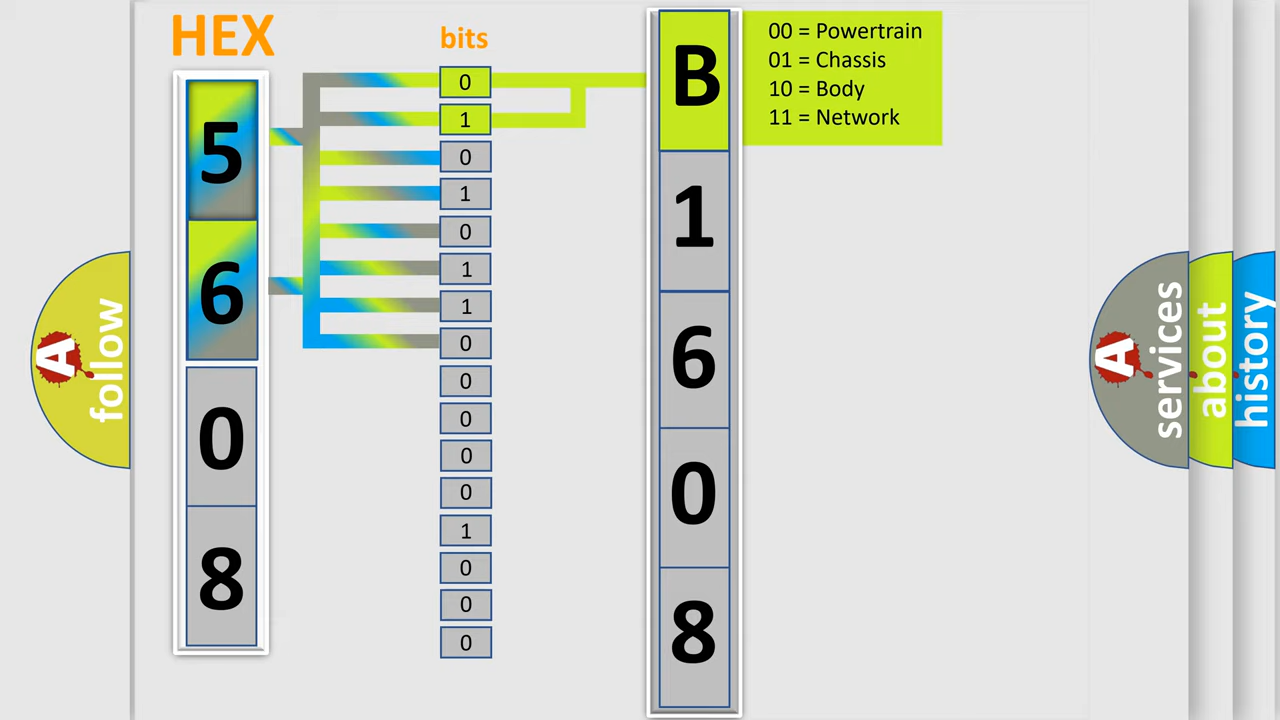 HEX
bits
5
6
0
8
0
1
0
1
0
1
1
0
0
0
0
0
1
0
0
0
B
1
6
0
8
00 = Powertrain
01 = Chassis
10 = Body
11 = Network
A
follow
A
services
about
history